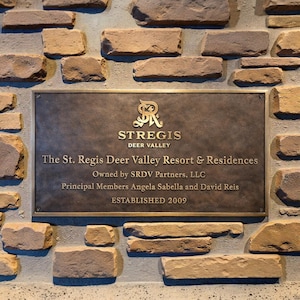 STREGIS
DEER VALLEY
The St. Regis Deer Valley Resort & Residences
Owned by SRDV Partners, LLC
Principal Members Angela Sabella and David Reis
ESTABLISHED 2009